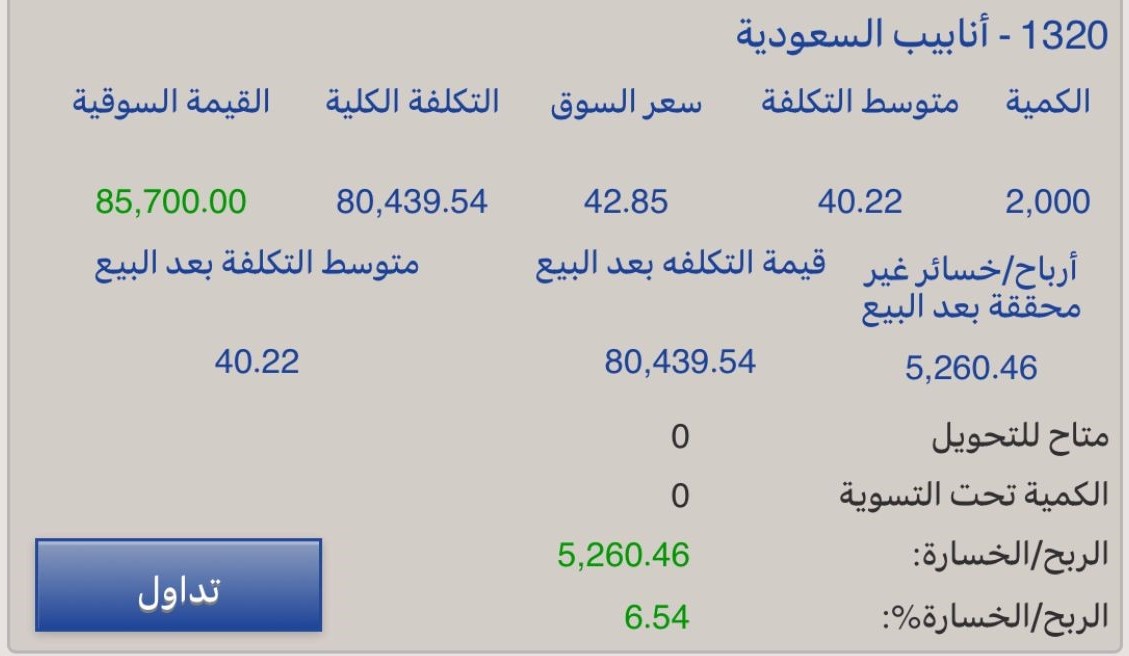 1320 - أنابيب السعودية
الكمية متوسط التكلفة سعر السوق التكلفة الكلية القيمة السوقية
2,000 40.22 42.85 80,439.54 85,700.00
أرباح/خسائر غير محققة بعد البيع قيمة التكلفه بعد البيع متوسط التكلفة بعد البيع
5,260.46 80,439.54 40.22
متاح للتحويل 0
الكمية تحت التسوية 0
الربح/الخسارة: 5,260.46
الربح/الخسارة%: 6.54
تداول